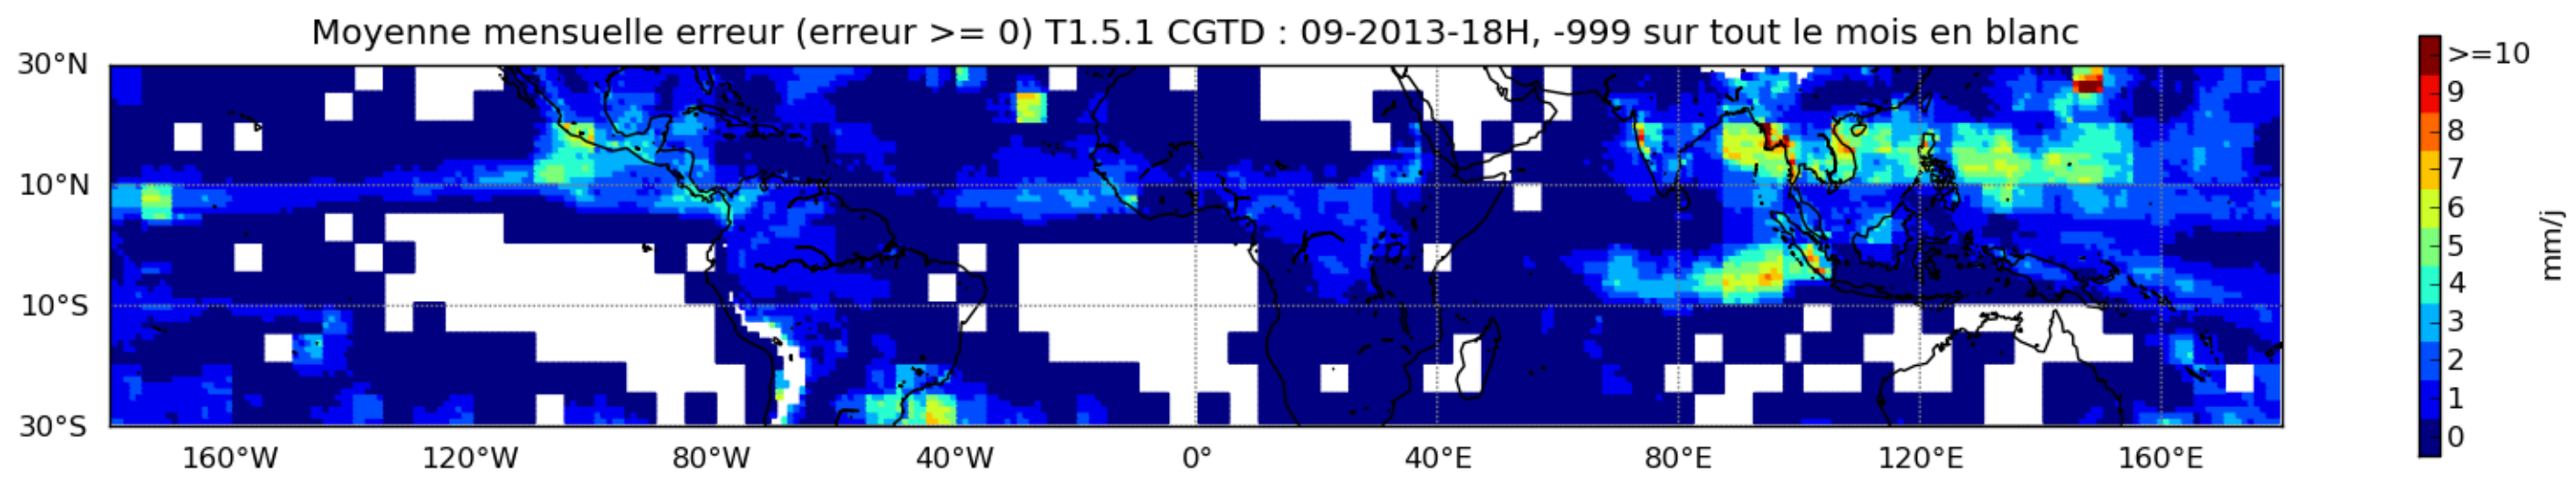 Moyenne mensuelle erreur (erreur >= 0) T1.5.1 CGTD : 09-2013-18H, -999 sur tout le mois en blanc
30°N
10°N
10°S
30°S
160°W 120°W 80°W 40°W 0° 40°E 80°E 120°E 160°E
>=10
9
8
7
6
5
4
3
2
1
0
mm/j